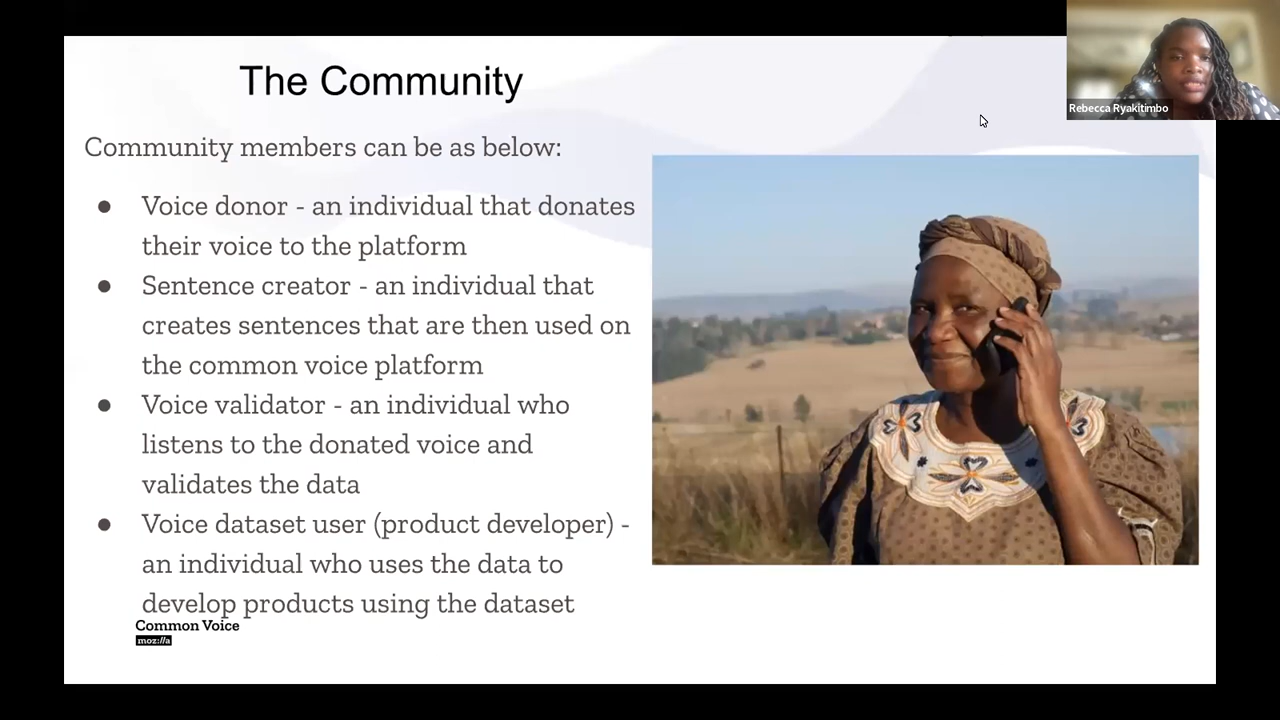 The Community
Rebecca Ryakitimbo
Community members can be as below:
● Voice donor - an individual that donates
their voice to the platform
● Sentence creator - an individual that
creates sentences that are then used on
the common voice platform
● Voice validator - an individual who
listens to the donated voice and
validates the data
● Voice dataset user (product developer) -
an individual who uses the data to
develop products using the dataset
Common Voice
moz://a